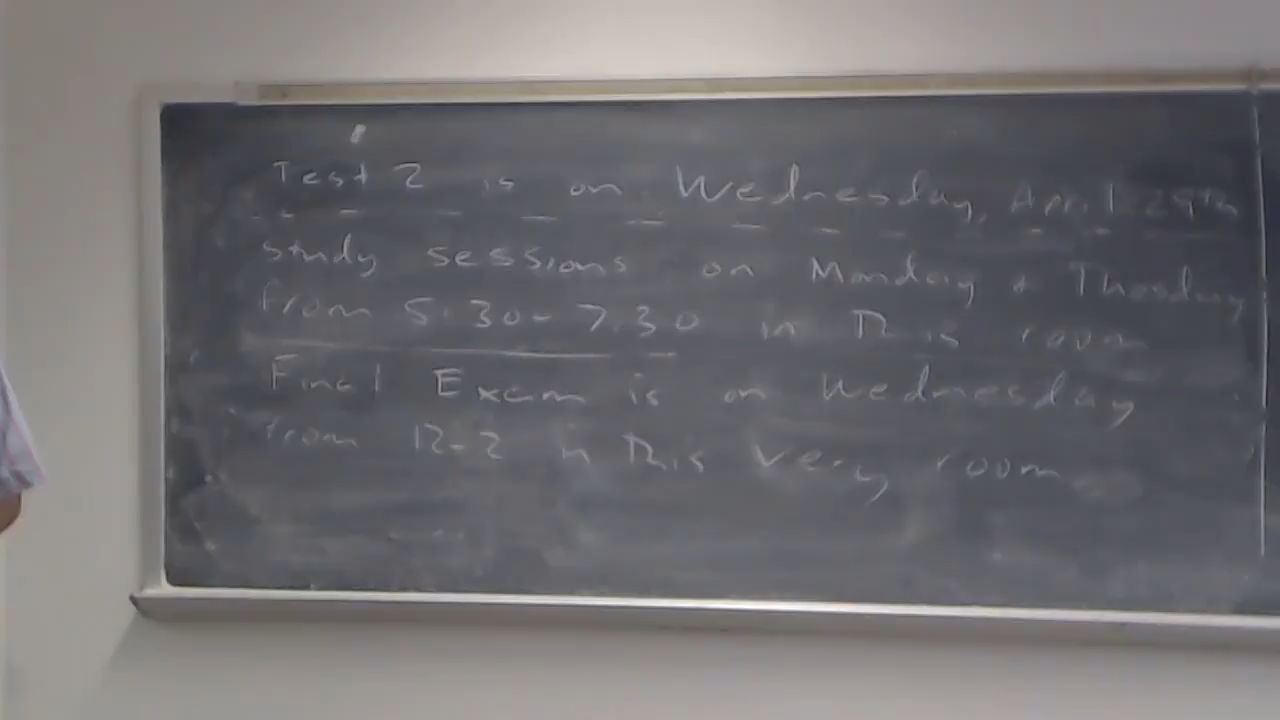 Test 2 is on Wednesday, April 29th
study sessions on Monday + Thursday
from 5:30-7:30 in this room
Final Exam is on Wednesday
from 12-2 in this very room